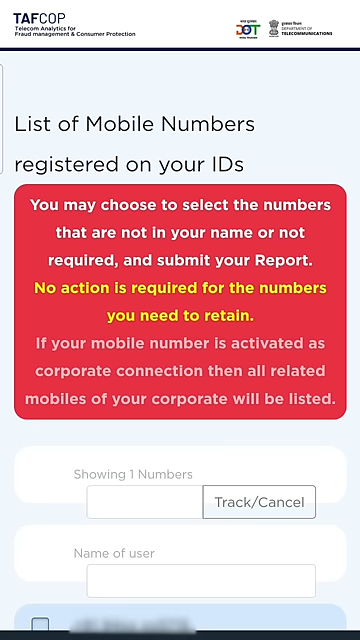 TAFCOP
Telecom Analytics for
Fraud management & Consumer Protection
DEPARTMENT OF
TELECOMMUNICATIONS
List of Mobile Numbers
registered on your IDs
You may choose to select the numbers
that are not in your name or not
required, and submit your Report.
No action is required for the numbers
you need to retain.
If your mobile number is activated as
corporate connection then all related
mobiles of your corporate will be listed.
Showing 1 Numbers
Track/Cancel
Name of user